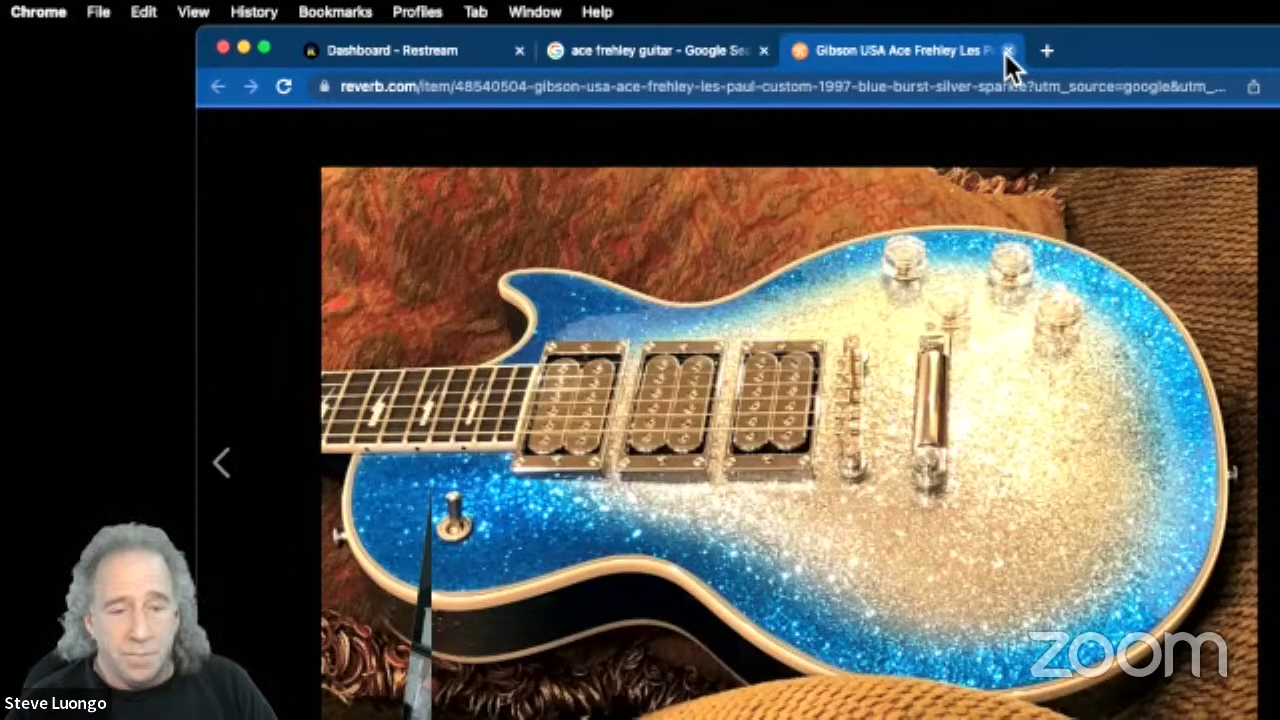 Chrome File Edit View History Bookmarks Profiles Tab Window Help
Dashboard - Restream ace frehley guitar - Google Se Gibson USA Ace Frehley Les P
reverb.com/item/48540504-gibson-usa-ace-frehley-les-paul-custom-1997-blue-burst-silver-sparkle?utm_source=google&utm_...
zoom
Steve Luongo